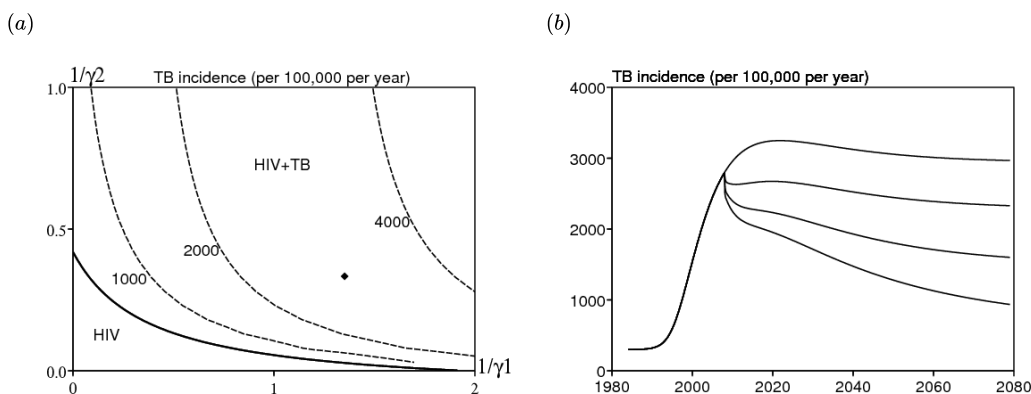 (a)
(b)
1/γ2
TB incidence (per 100,000 per year)
1.0
HIV+TB
4000
0.5
2000
1000
HIV
0.0
0
1
2
1/γ1
TB incidence (per 100,000 per year)
4000
3000
2000
1000
0
1980
2000
2020
2040
2060
2080